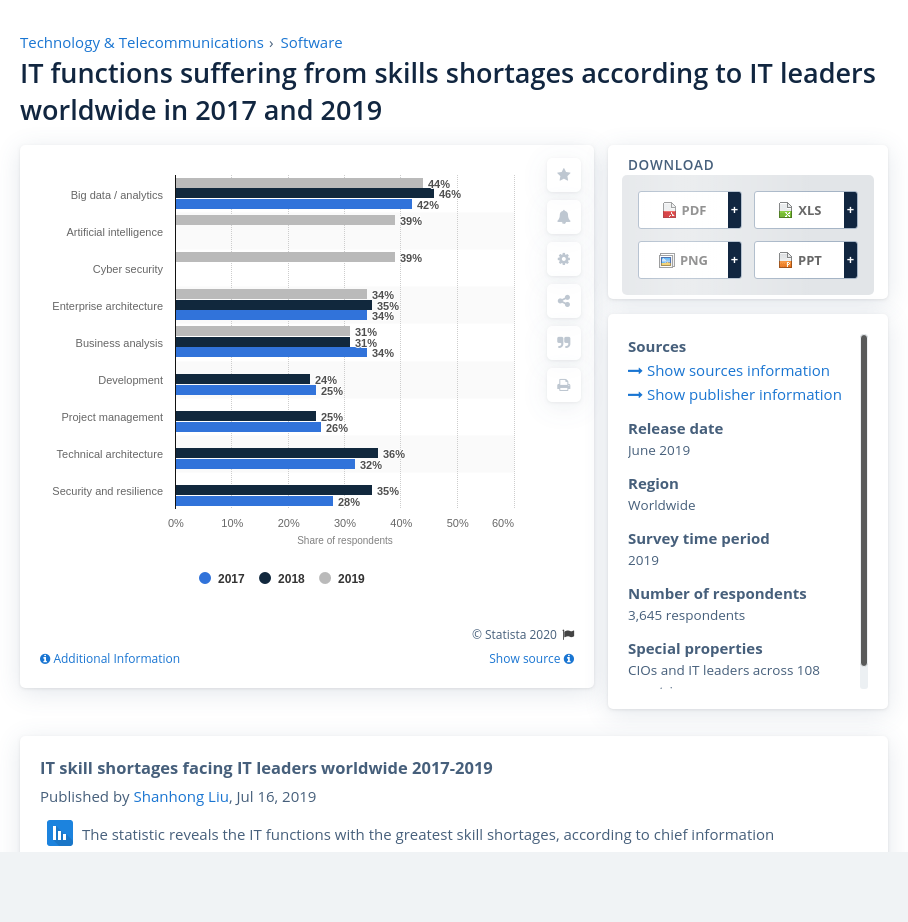 Technology & Telecommunications › Software
IT functions suffering from skills shortages according to IT leaders
worldwide in 2017 and 2019
Big data / analytics
44%
46%
42%
Artificial intelligence
39%
Cyber security
39%
Enterprise architecture
34%
35%
34%
Business analysis
31%
31%
34%
Development
24%
25%
Project management
25%
26%
Technical architecture
36%
32%
Security and resilience
35%
28%
0% 10% 20% 30% 40% 50% 60%
Share of respondents
2017 2018 2019
© Statista 2020
Additional Information
Show source
DOWNLOAD
PDF + XLS +
PNG + PPT +
Sources
Show sources information
Show publisher information
Release date
June 2019
Region
Worldwide
Survey time period
2019
Number of respondents
3,645 respondents
Special properties
CIOs and IT leaders across 108
IT skill shortages facing IT leaders worldwide 2017-2019
Published by Shanhong Liu, Jul 16, 2019
The statistic reveals the IT functions with the greatest skill shortages, according to chief information